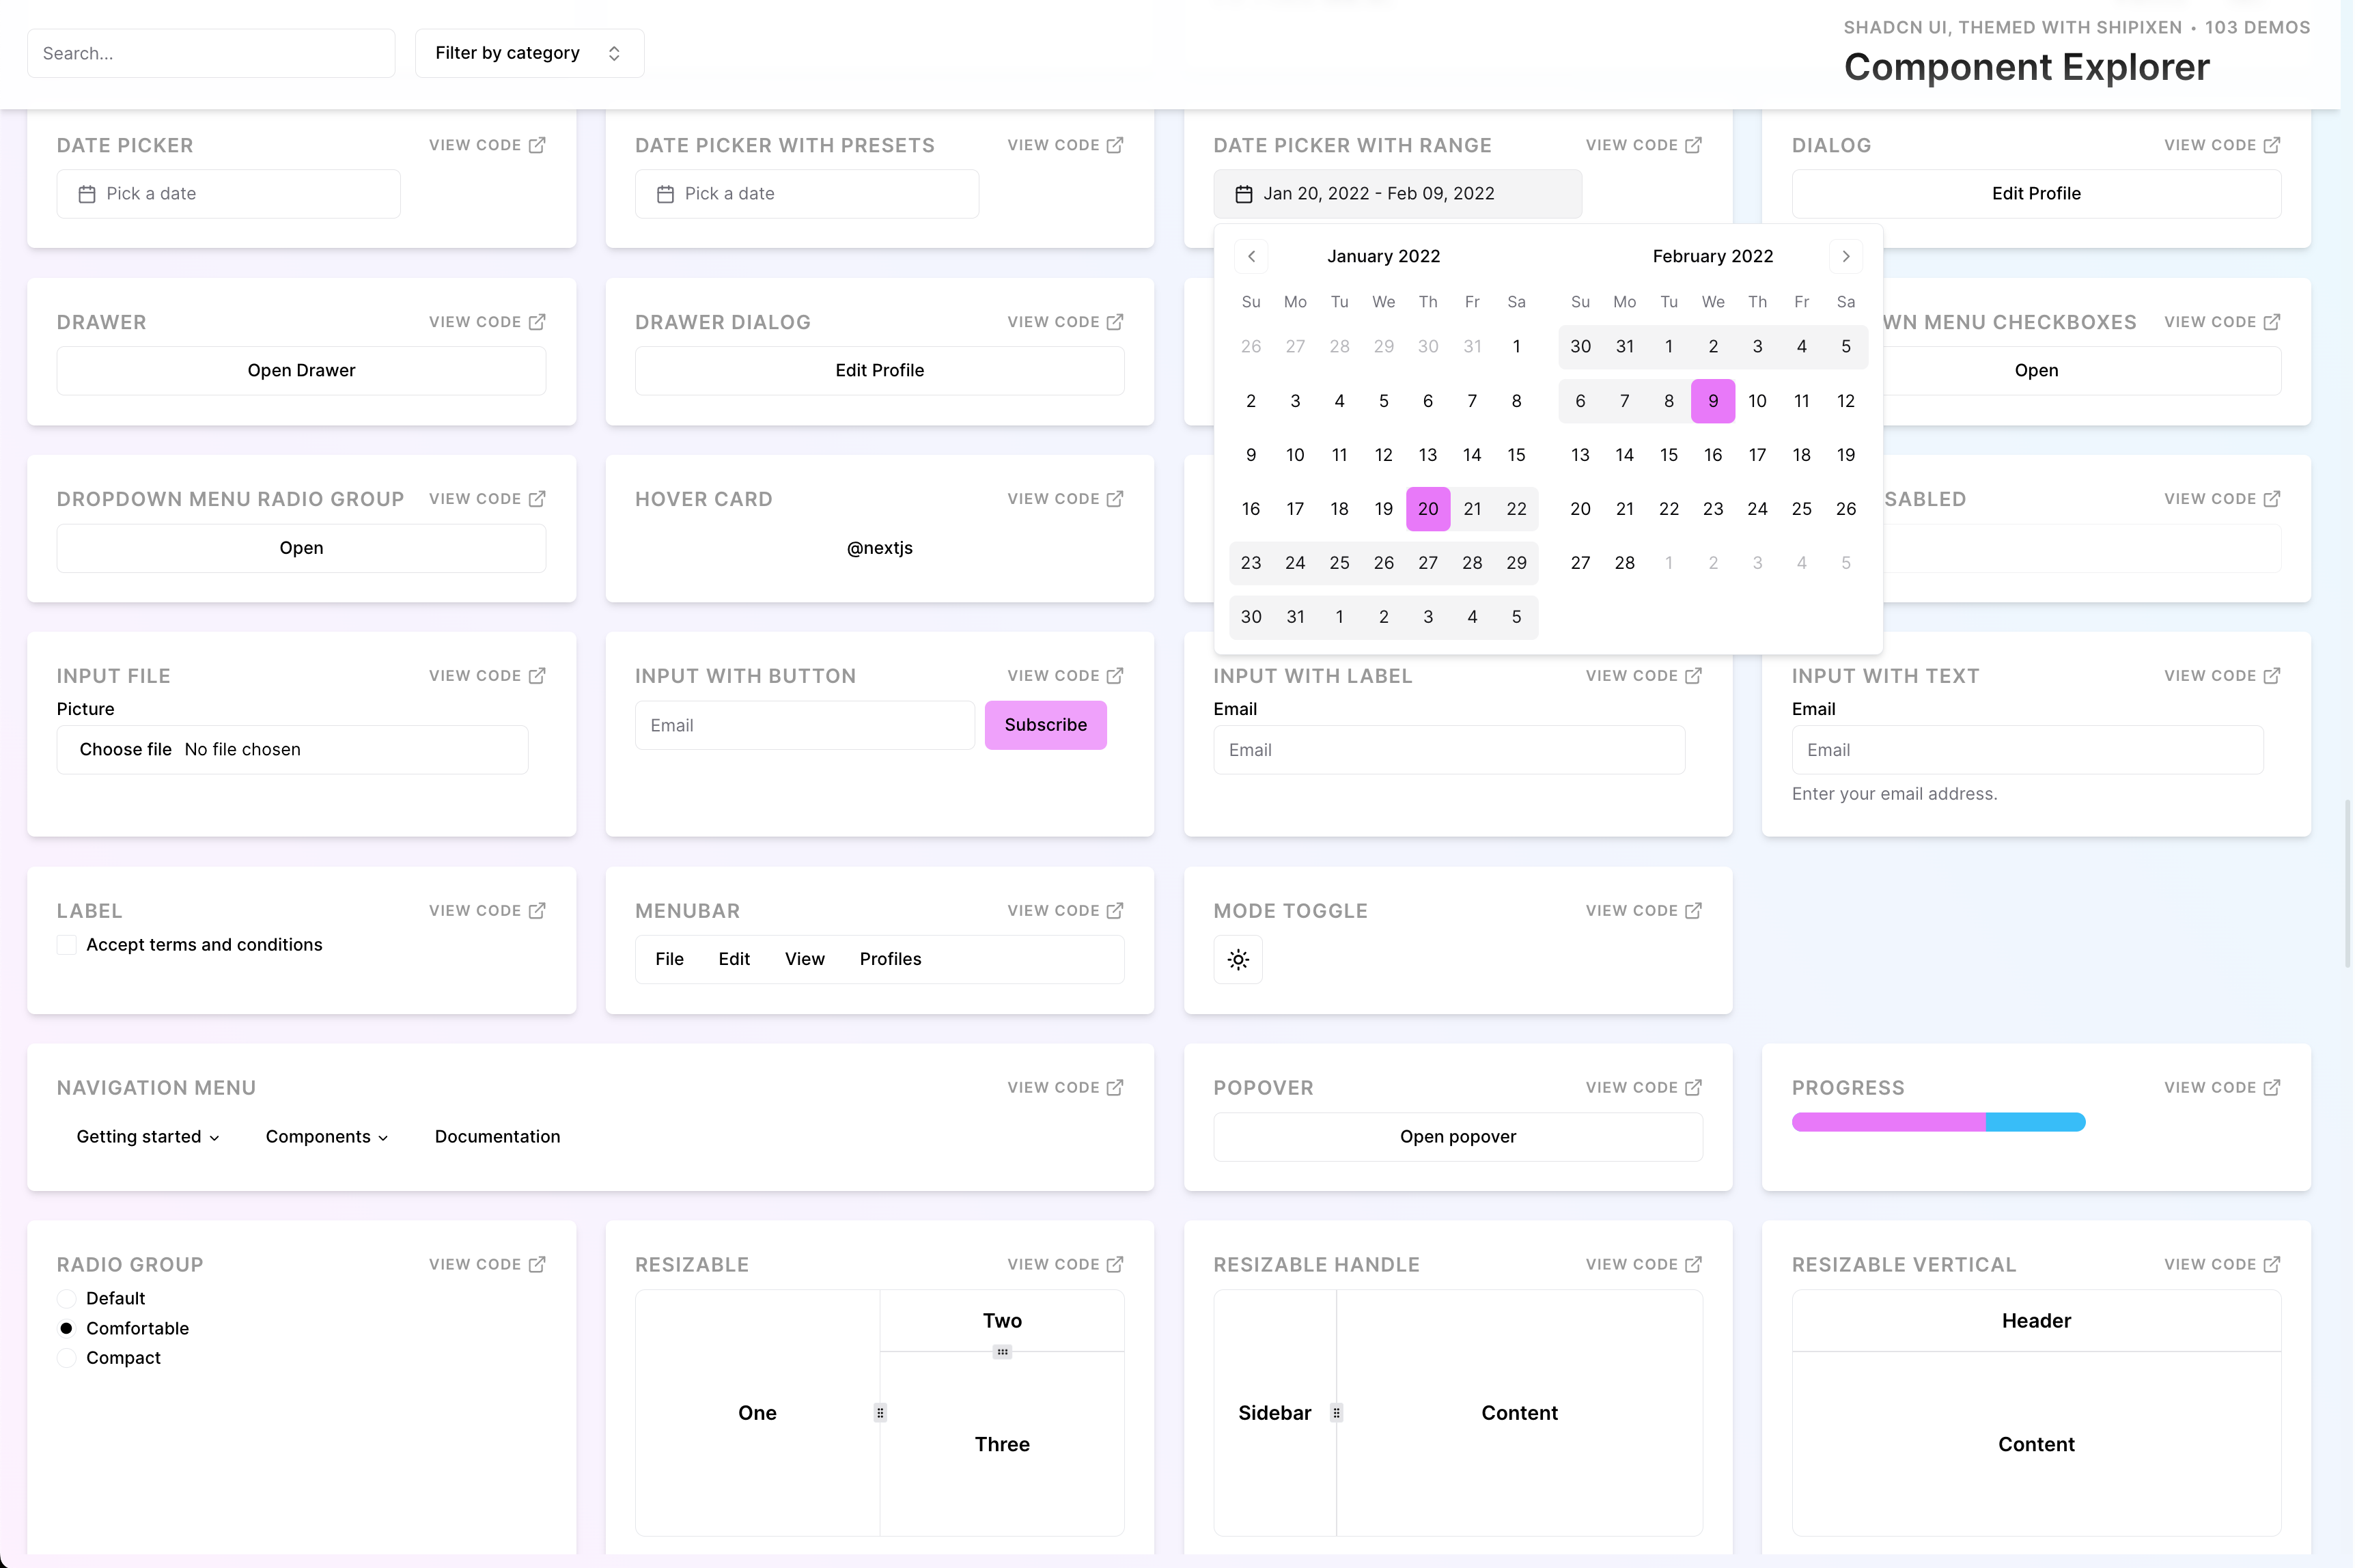 Search...
Filter by category
SHADCN UI, THEMED WITH SHIPIXEN • 103 DEMOS
Component Explorer
DATE PICKER
VIEW CODE
Pick a date
DATE PICKER WITH PRESETS
VIEW CODE
Pick a date
DATE PICKER WITH RANGE
VIEW CODE
Jan 20, 2022 - Feb 09, 2022
DIALOG
VIEW CODE
Edit Profile
January 2022
Su Mo Tu We Th Fr Sa
26 27 28 29 30 31 1
2 3 4 5 6 7 8
9 10 11 12 13 14 15
16 17 18 19 20 21 22
23 24 25 26 27 28 29
30 31 1 2 3 4 5
February 2022
Su Mo Tu We Th Fr Sa
30 31 1 2 3 4 5
6 7 8 9 10 11 12
13 14 15 16 17 18 19
20 21 22 23 24 25 26
27 28 1 2 3 4 5
DRAWER
VIEW CODE
Open Drawer
DRAWER DIALOG
VIEW CODE
Edit Profile
WN MENU CHECKBOXES
VIEW CODE
Open
DROPDOWN MENU RADIO GROUP
VIEW CODE
Open
HOVER CARD
VIEW CODE
@nextjs
SABLED
VIEW CODE
INPUT FILE
VIEW CODE
Picture
Choose file No file chosen
INPUT WITH BUTTON
VIEW CODE
Email
Subscribe
INPUT WITH LABEL
VIEW CODE
Email
Email
INPUT WITH TEXT
VIEW CODE
Email
Email
Enter your email address.
LABEL
VIEW CODE
Accept terms and conditions
MENUBAR
VIEW CODE
File Edit View Profiles
MODE TOGGLE
VIEW CODE
NAVIGATION MENU
VIEW CODE
Getting started Components Documentation
POPOVER
VIEW CODE
Open popover
PROGRESS
VIEW CODE
RADIO GROUP
VIEW CODE
Default
Comfortable
Compact
RESIZABLE
VIEW CODE
One
Two
Three
RESIZABLE HANDLE
VIEW CODE
Sidebar
Content
RESIZABLE VERTICAL
VIEW CODE
Header
Content